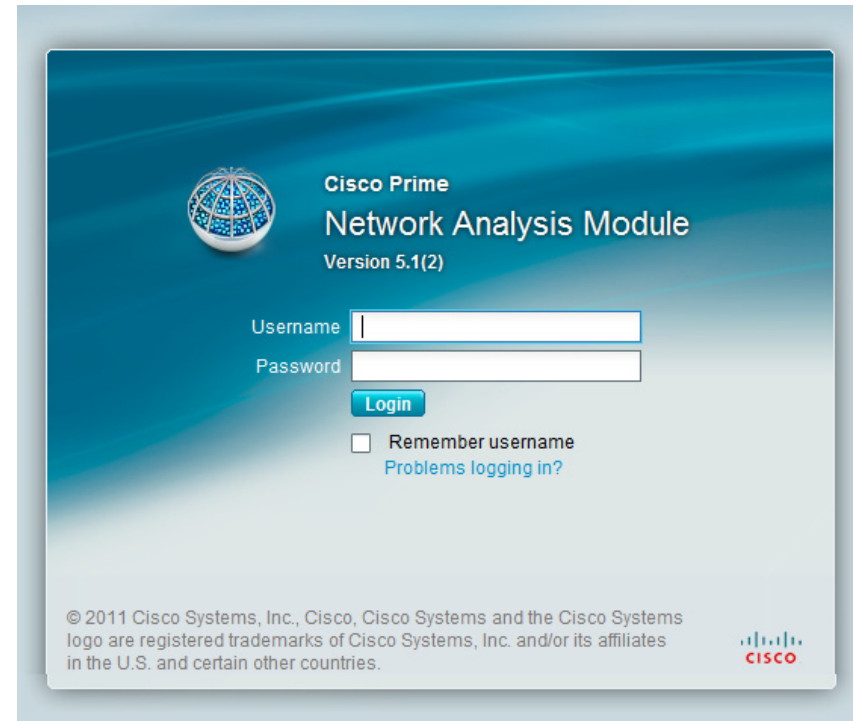 Cisco Prime
Network Analysis Module
Version 5.1(2)
Username
Password
Login
Remember username
Problems logging in?
© 2011 Cisco Systems, Inc., Cisco, Cisco Systems and the Cisco Systems
logo are registered trademarks of Cisco Systems, Inc. and/or its affiliates
in the U.S. and certain other countries.
CISCO